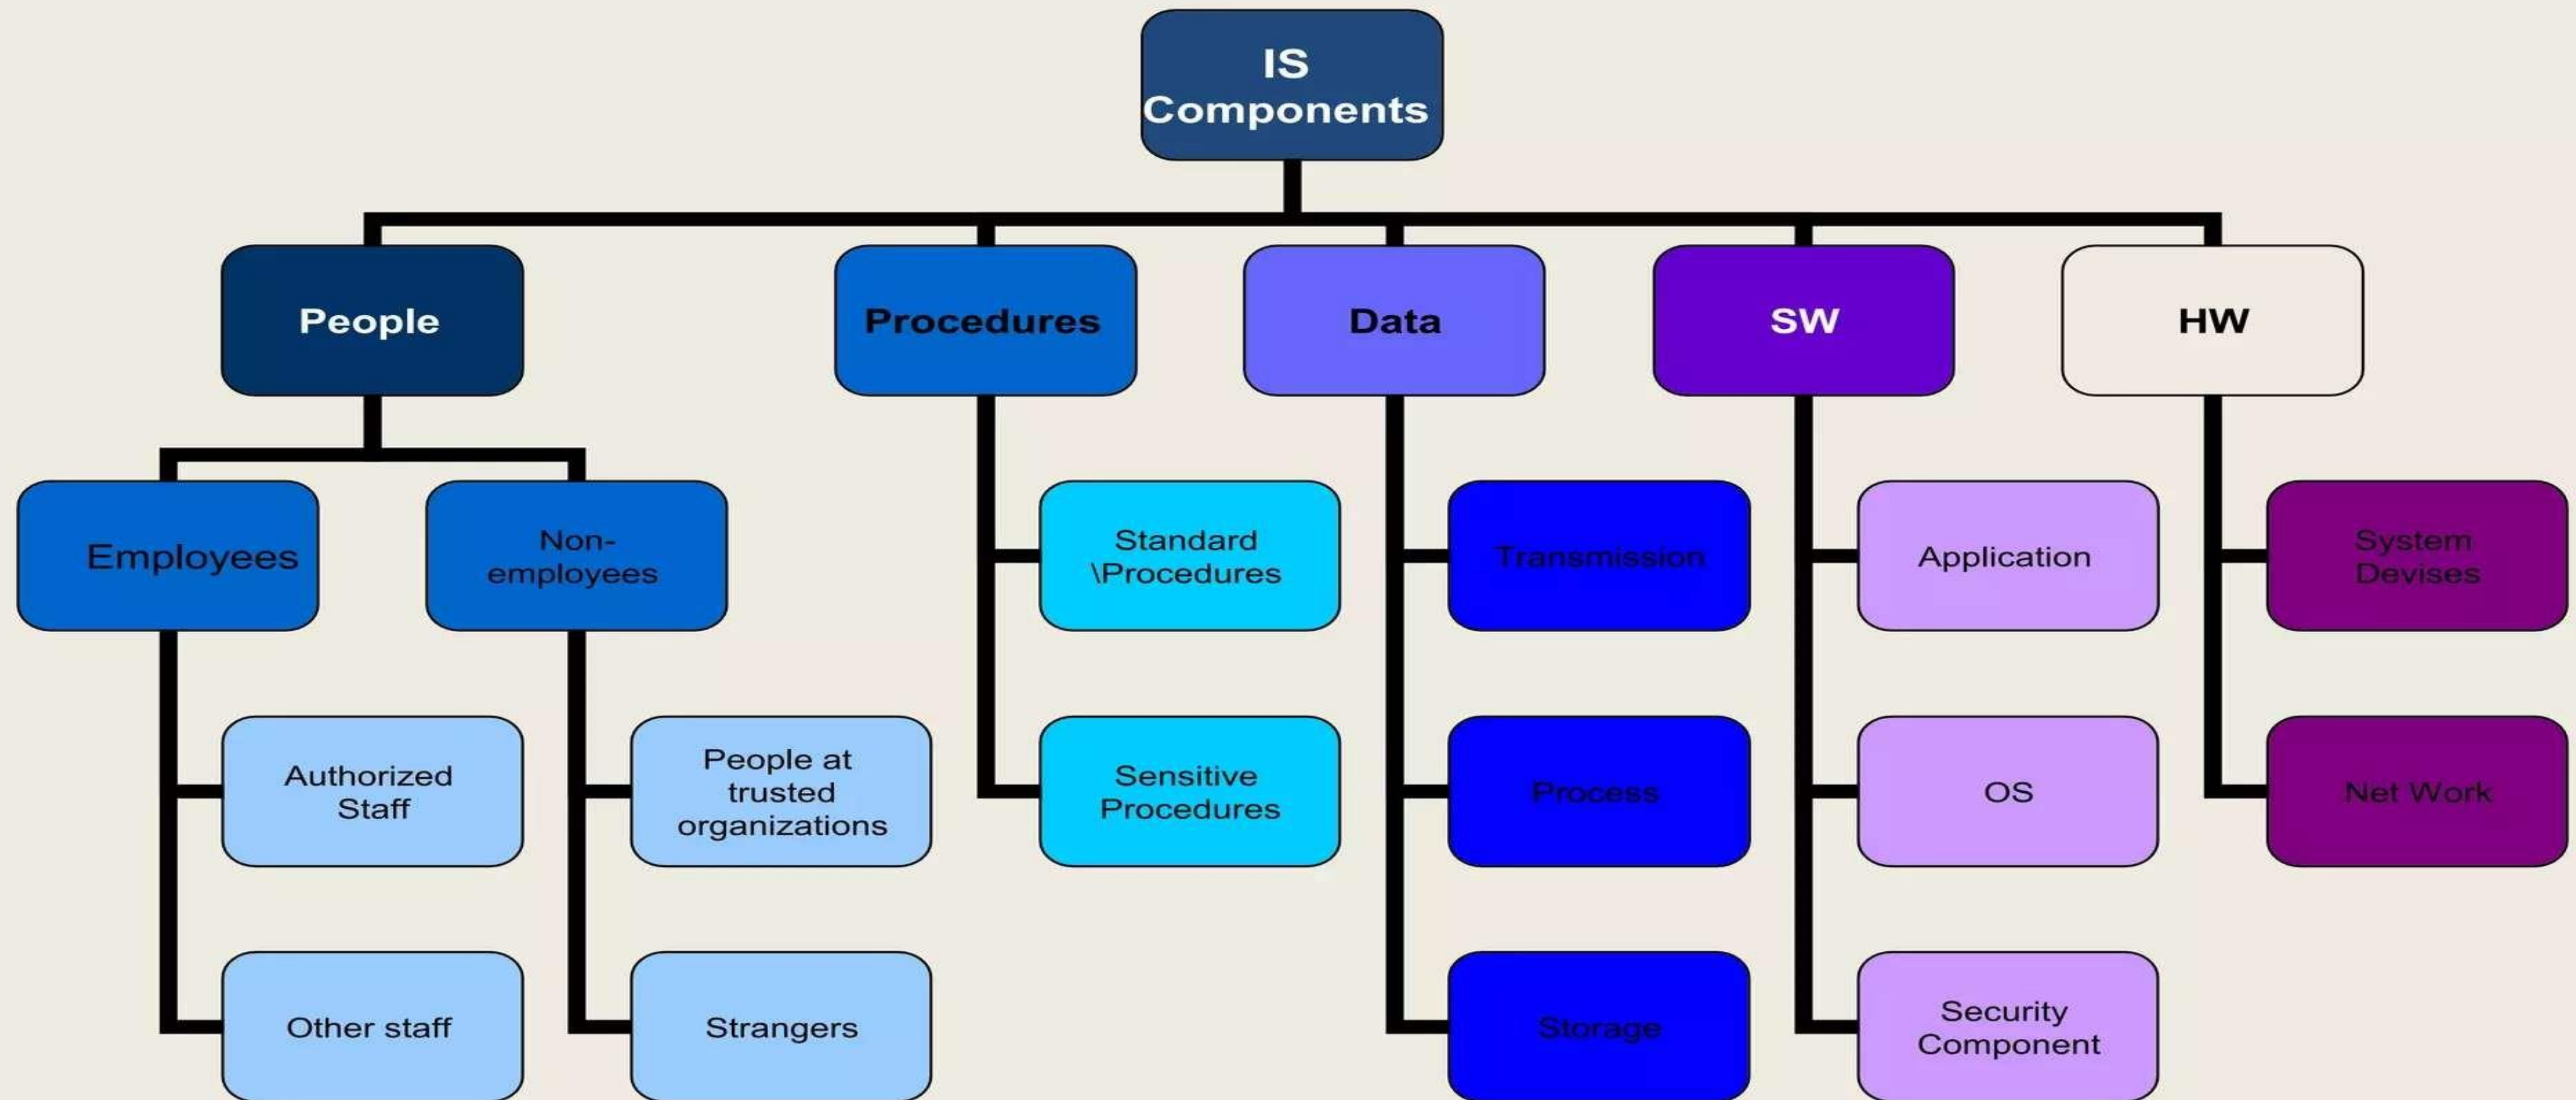 IS
Components
People
Procedures
Data
SW
HW
Employees
Non-
employees
Standard
\Procedures
Transmission
Application
System
Devises
Authorized
Staff
People at
trusted
organizations
Sensitive
Procedures
Process
OS
Net Work
Other staff
Strangers
Storage
Security
Component